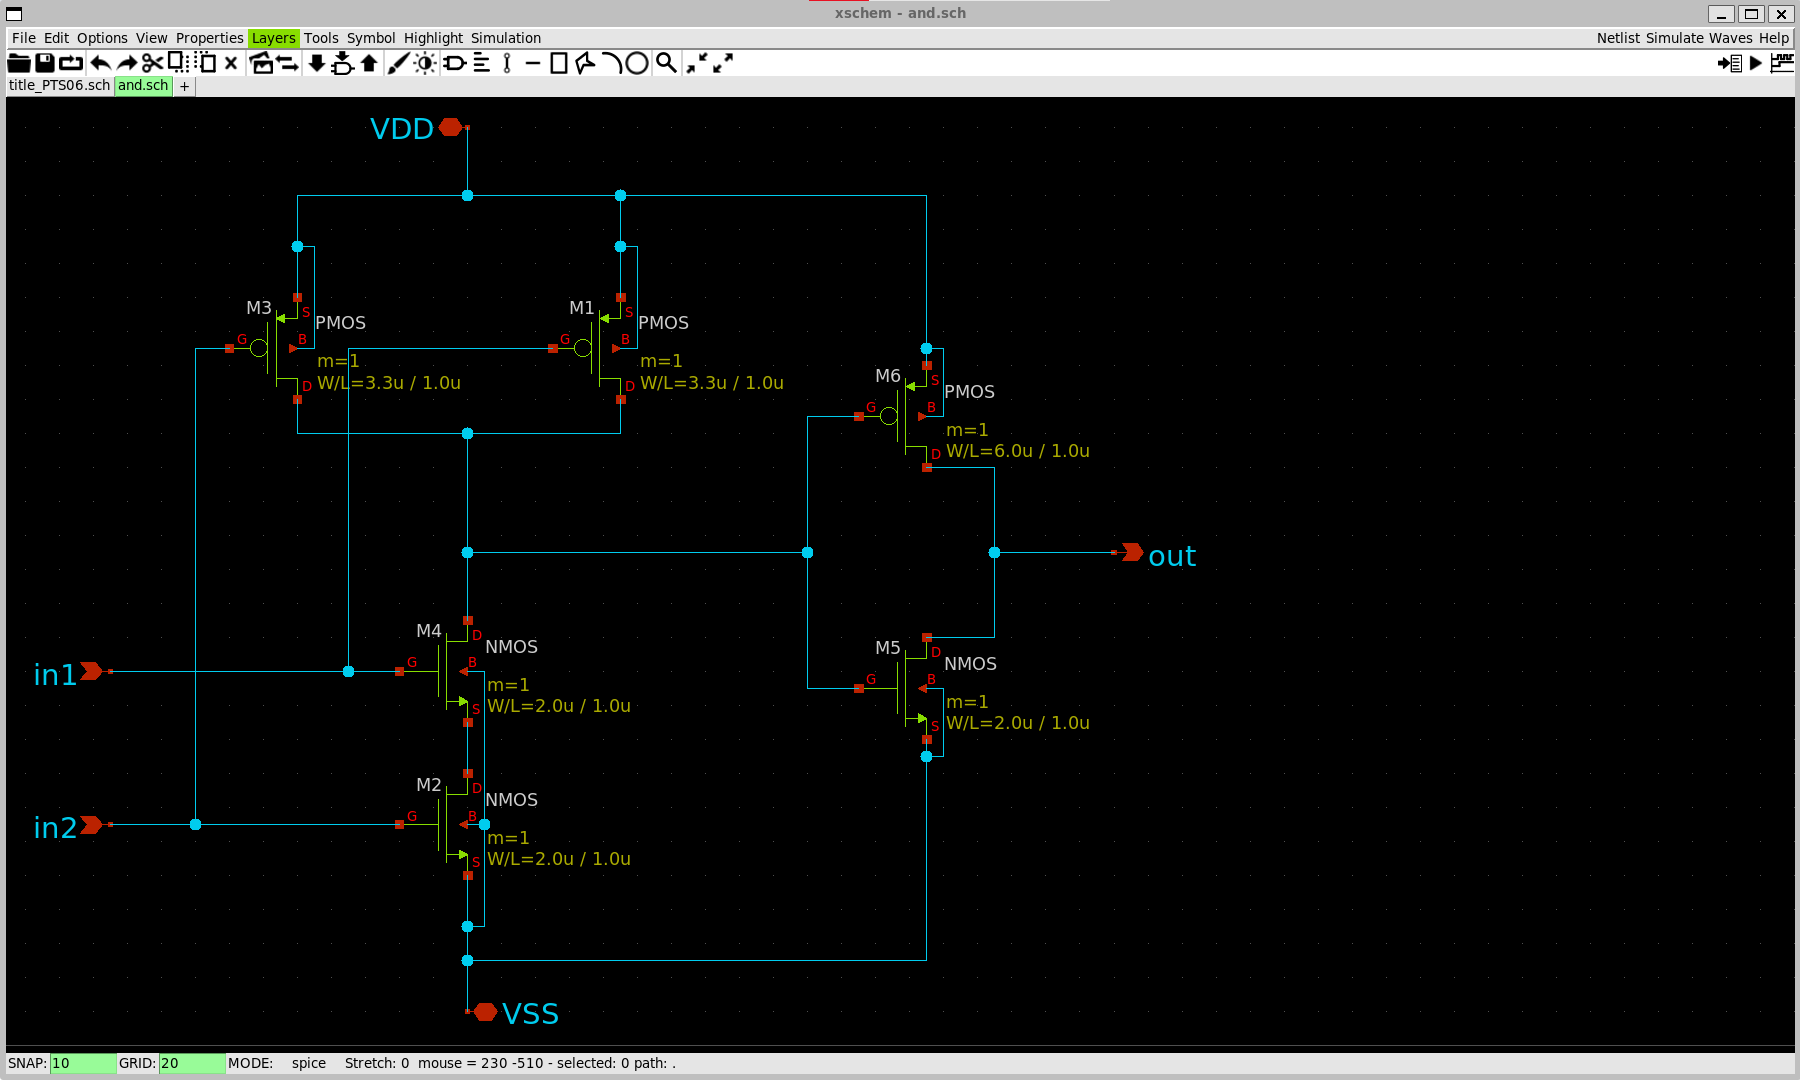 xschem - and.sch
File Edit Options View Properties Layers Tools Symbol Highlight Simulation Netlist Simulate Waves Help
title_PTS06.sch and.sch +
VDD
M3
S
PMOS
G
B
m=1
D
W/L=3.3u / 1.0u
M1
S
PMOS
G
B
m=1
D
W/L=3.3u / 1.0u
M6
S
PMOS
G
B
m=1
D
W/L=6.0u / 1.0u
out
in1
M4
D
NMOS
G
B
m=1
S
W/L=2.0u / 1.0u
M5
D
NMOS
G
B
m=1
S
W/L=2.0u / 1.0u
in2
M2
D
NMOS
G
B
m=1
S
W/L=2.0u / 1.0u
VSS
SNAP: 10 GRID: 20 MODE: spice Stretch: 0 mouse = 230 -510 - selected: 0 path: .